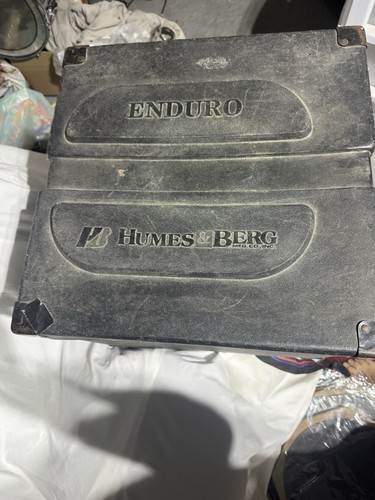 ENDURO
HB HUMES & BERG
MFG. CO., INC.